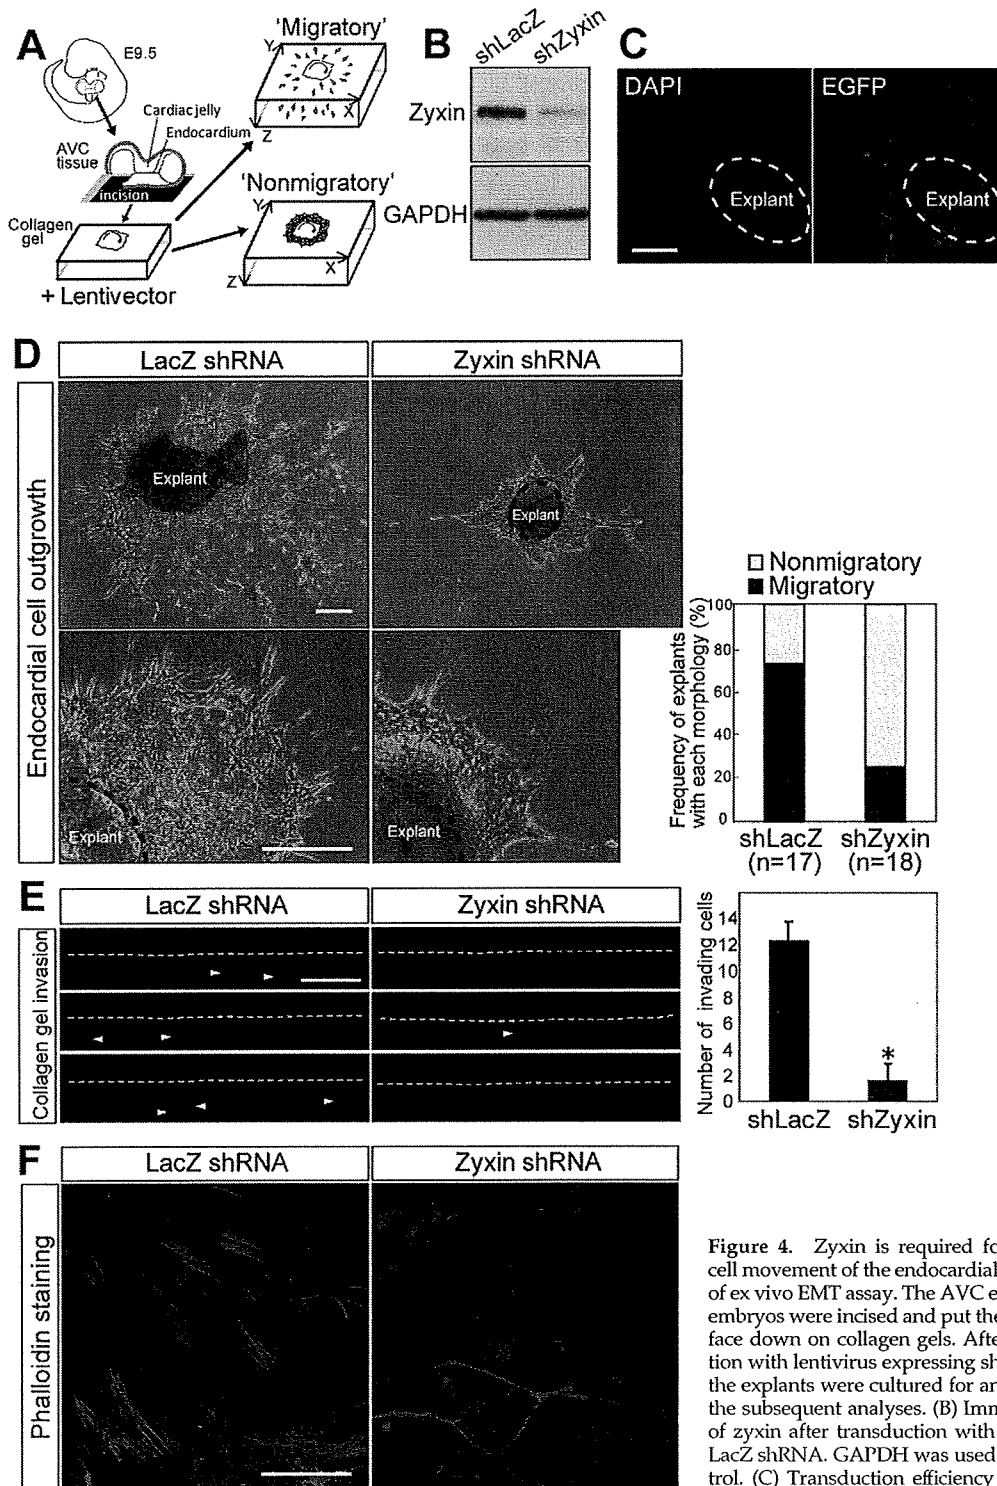 A
E9.5
Cardiac jelly
Endocardium
AVC
tissue
incision
Collagen
gel
+ Lentivector
'Migratory'
Y
X
Z
'Nonmigratory'
Y
X
Z
B
shLacZ
shZyxin
Zyxin
GAPDH
C
DAPI
Explant
EGFP
Explant
D
LacZ shRNA
Zyxin shRNA
Endocardial cell outgrowth
Explant
Explant
Explant
Explant
Nonmigratory
Migratory
Frequency of explants
with each morphology (%)
100
80
60
40
20
0
shLacZ
(n=17)
shZyxin
(n=18)
E
LacZ shRNA
Zyxin shRNA
Collagen gel invasion
Number of invading cells
14
12
10
8
6
4
2
0
*
shLacZ
shZyxin
F
LacZ shRNA
Zyxin shRNA
Phalloidin staining
Figure 4. Zyxin is required fo
cell movement of the endocardial
of ex vivo EMT assay. The AVC e
embryos were incised and put the
face down on collagen gels. Afte
tion with lentivirus expressing sh
the explants were cultured for an
the subsequent analyses. (B) Imn
of zyxin after transduction with
LacZ shRNA. GAPDH was used
trol. (C) Transduction efficiency